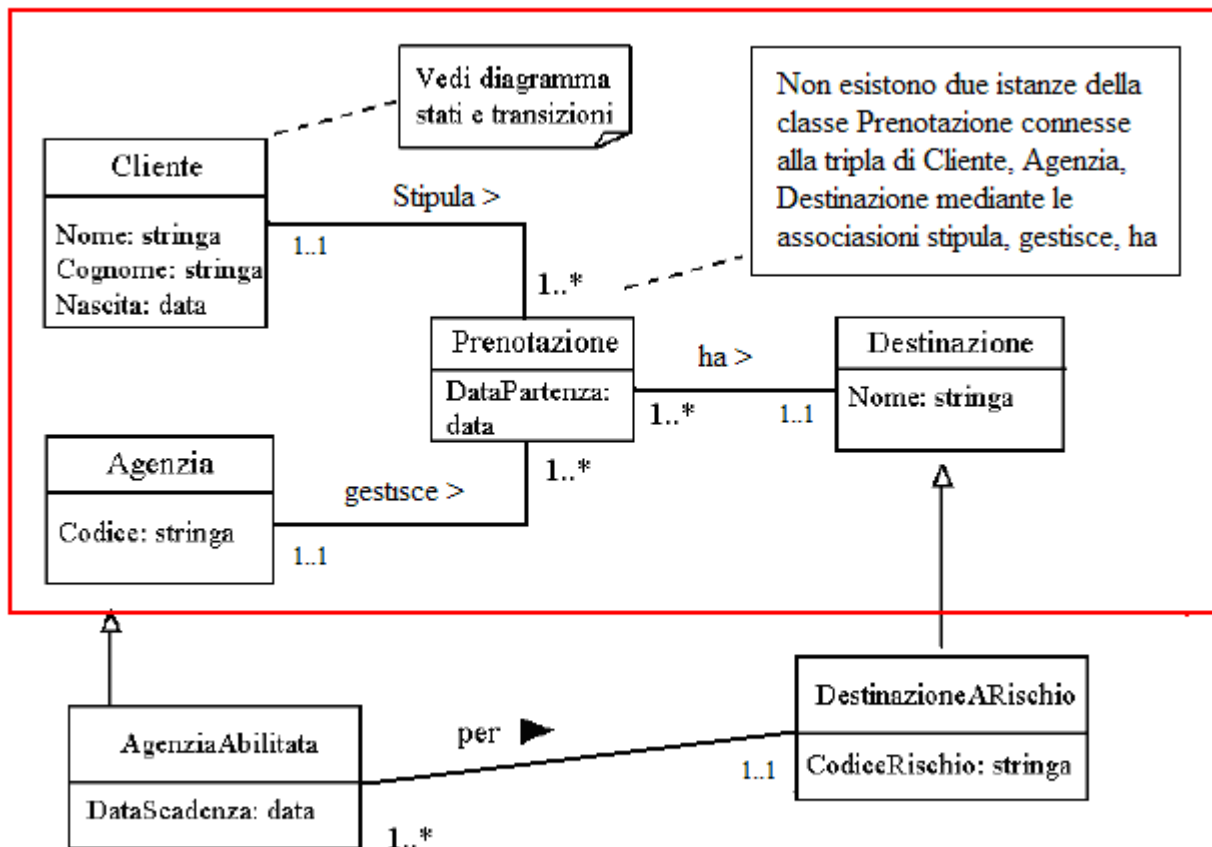 Vedi diagramma
stati e transizioni
Non esistono due istanze della
classe Prenotazione connesse
alla tripla di Cliente, Agenzia,
Destinazione mediante le
associasioni stipula, gestisce, ha
Cliente
Nome: stringa
Cognome: stringa
Nascita: data
Stipula >
1..1
1..*
Prenotazione
DataPartenza:
data
ha >
1..*
1..1
Destinazione
Nome: stringa
Agenzia
Codice: stringa
gestisce >
1..1
1..*
AgenziaAbilitata
DataScadenza: data
per
1..*
1..1
DestinazioneARischio
CodiceRischio: stringa